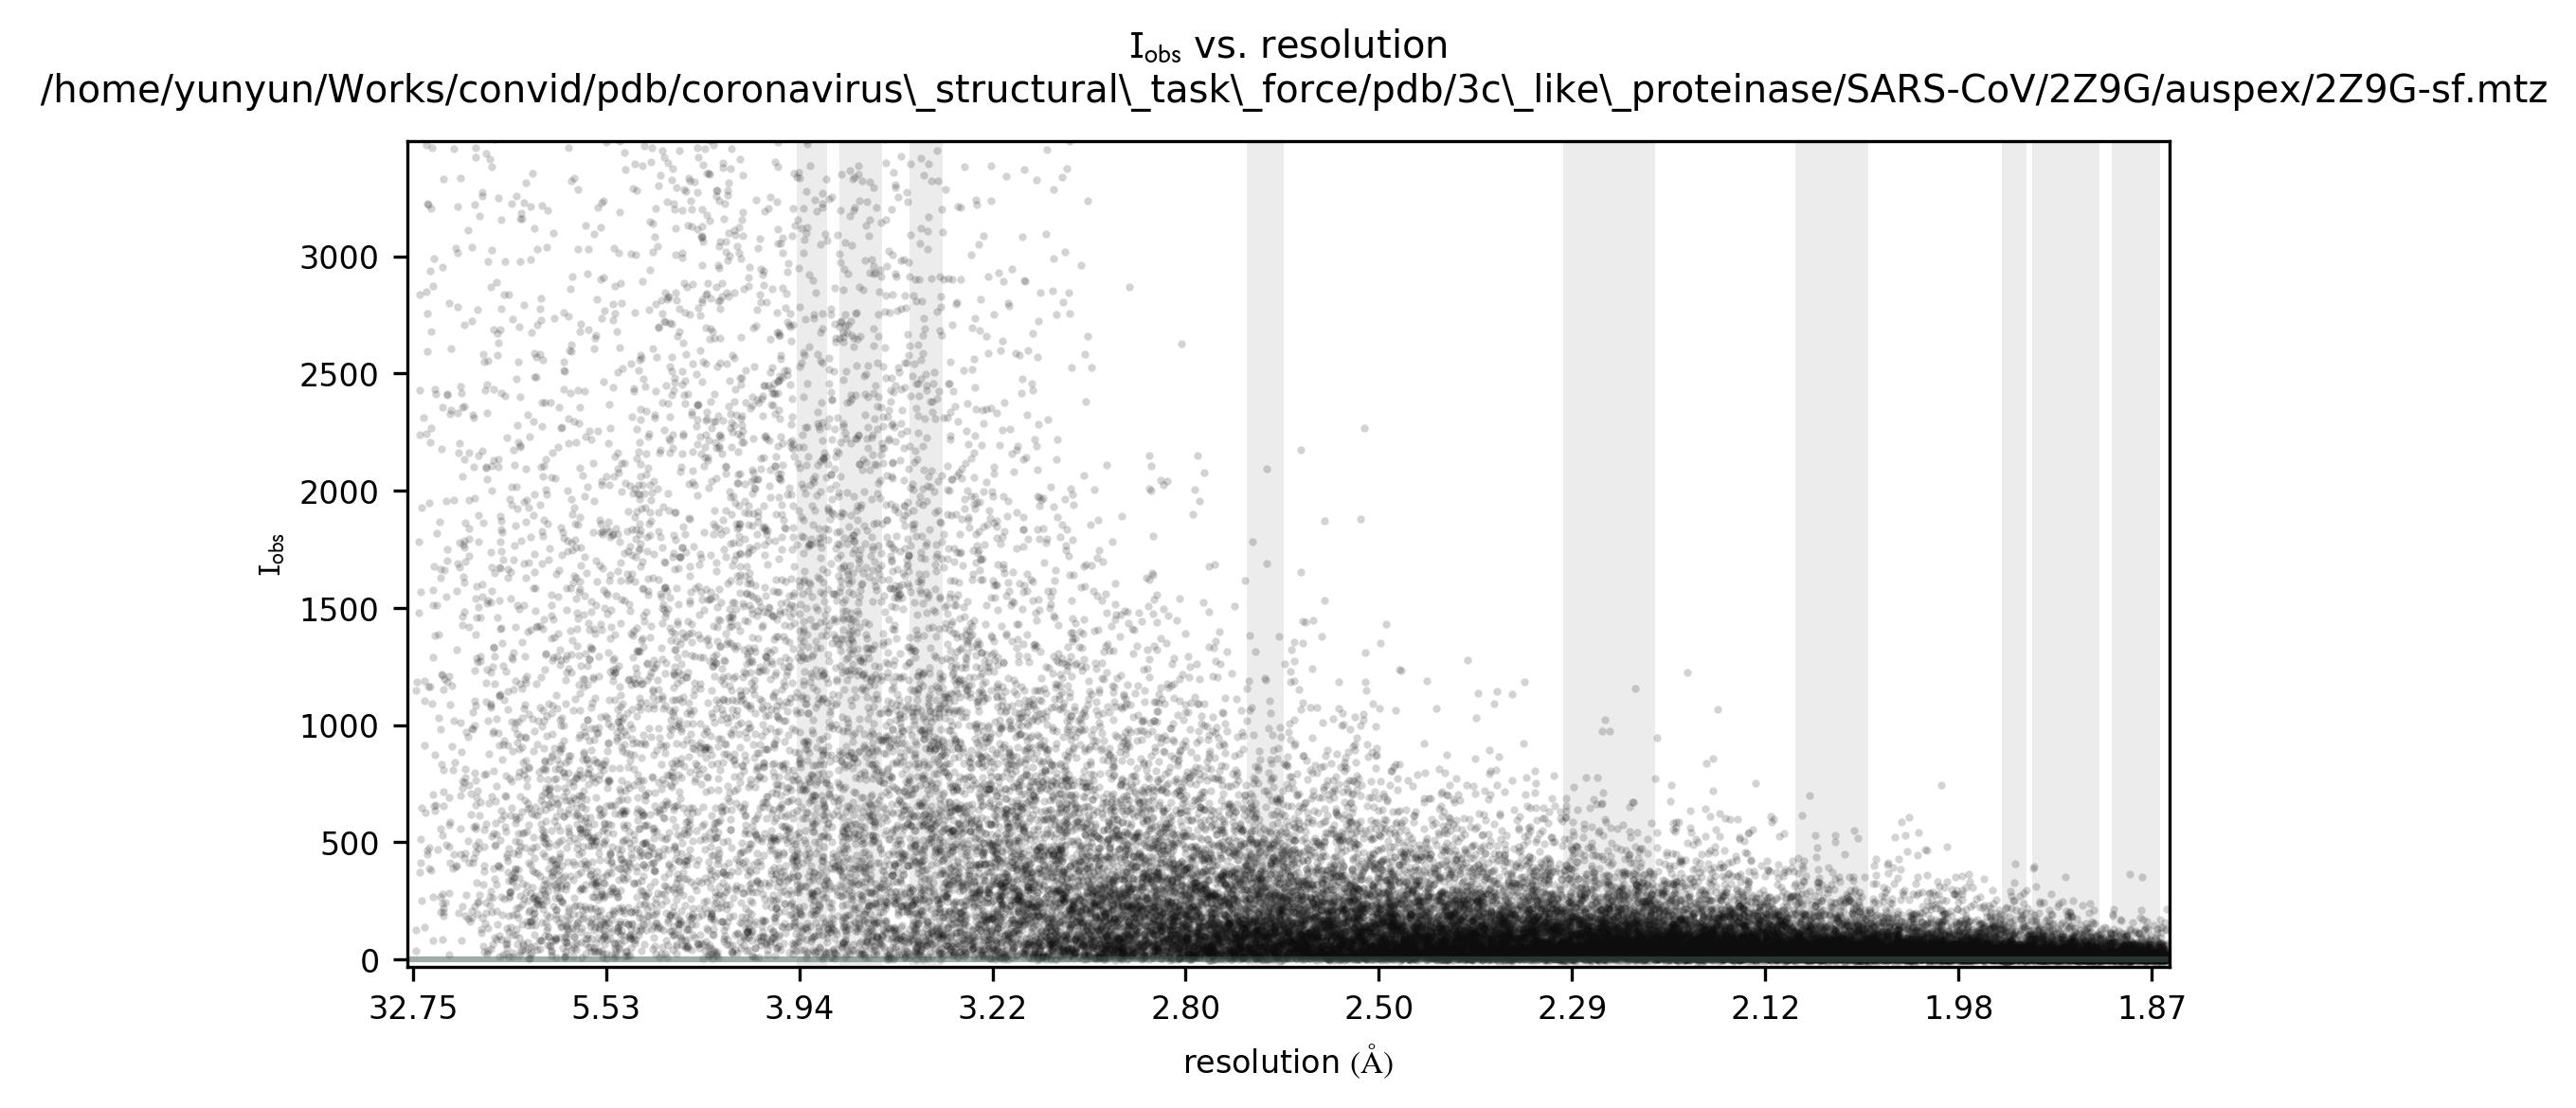 I_obs vs. resolution
/home/yunyun/Works/convid/pdb/coronavirus\_structural\_task\_force/pdb/3c\_like\_proteinase/SARS-CoV/2Z9G/auspex/2Z9G-sf.mtz
I_obs
3000
2500
2000
1500
1000
500
0
32.75 5.53 3.94 3.22 2.80 2.50 2.29 2.12 1.98 1.87
resolution (Å)